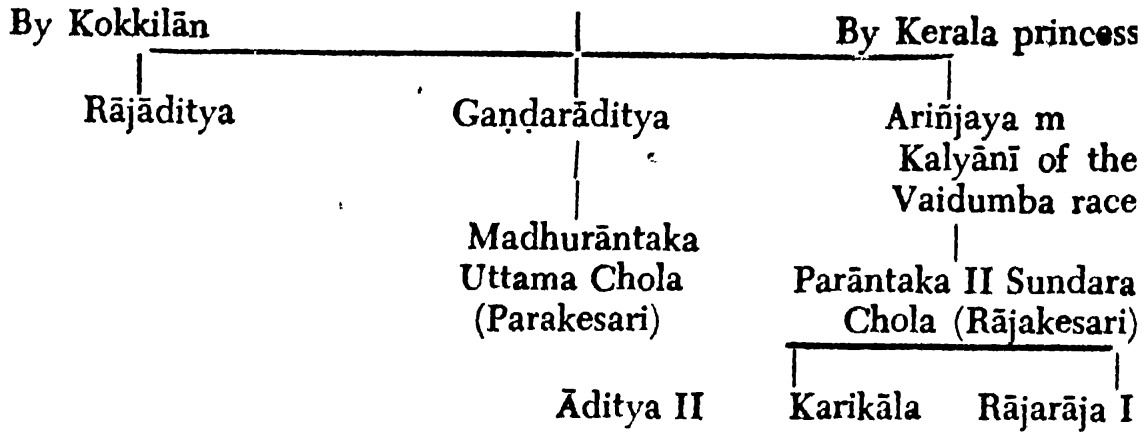 By Kokkilān By Kerala princess
Rājāditya Gaṇḍarāditya Ariñjaya m
Kalyānī of the
Vaidumba race
Madhurāntaka
Uttama Chola Parāntaka II Sundara
(Parakesari) Chola (Rājakesari)
Āditya II Karikāla Rājarāja I